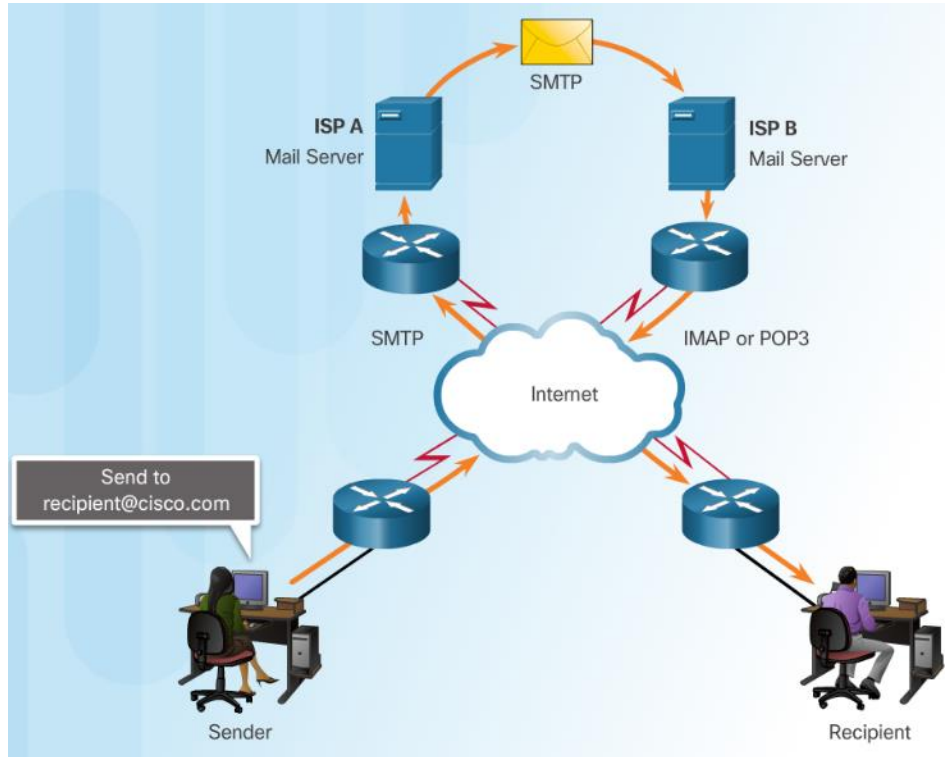 SMTP
ISP A
Mail Server
ISP B
Mail Server
SMTP
IMAP or POP3
Internet
Send to
recipient@cisco.com
Sender
Recipient